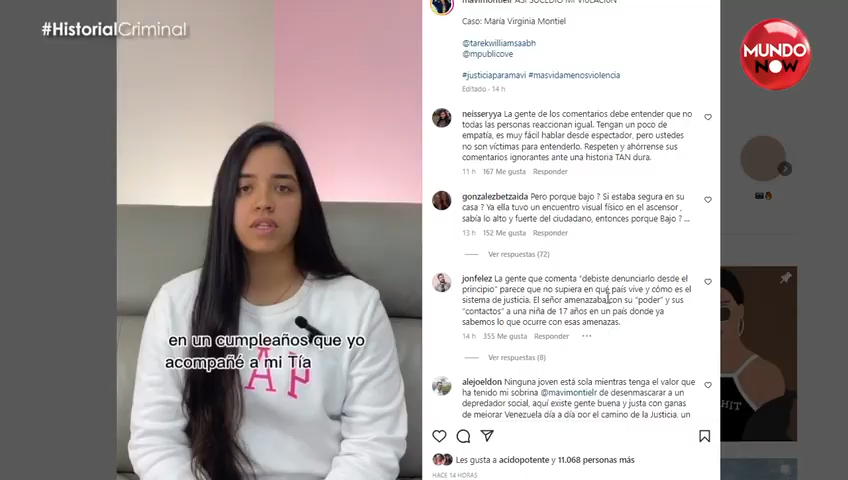 #HistorialCriminal
MUNDO
NOW
mavimontielr ASÍ SUCEDIÓ MI VIOLACIÓN
Caso: María Virginia Montiel
@tarekwilliamsaabh
@mpublicove
#justiciaparamavi #masvidamenosviolencia
Editado · 14 h
neisseryya La gente de los comentarios debe entender que no
todas las personas reaccionan igual. Tengan un poco de
empatía, es muy fácil hablar desde espectador, pero ustedes
no son víctimas para entenderlo. Respeten y ahórrense sus
comentarios ignorantes ante una historia TAN dura.
11 h 167 Me gusta Responder
gonzalezbetzaida Pero porque bajo ? Si estaba segura en su
casa ? Ya ella tuvo un encuentro visual físico en el ascensor ,
sabía lo alto y fuerte del ciudadano, entonces porque Bajo ? ...
13 h 152 Me gusta Responder
Ver respuestas (72)
jonfelez La gente que comenta "debiste denunciarlo desde el
principio" parece que no supiera en qué país vive y cómo es el
sistema de justicia. El señor amenazaba con su "poder" y sus
"contactos" a una niña de 17 años en un país donde ya
sabemos lo que ocurre con esas amenazas.
14 h 355 Me gusta Responder ...
Ver respuestas (8)
alejoeldon Ninguna joven está sola mientras tenga el valor que
ha tenido mi sobrina @mavimontielr de desenmascarar a un
depredador social, aquí existe gente buena y justa con ganas
de mejorar Venezuela día a día por el camino de la Justicia, un
Les gusta a acidopotente y 11.068 personas más
HACE 14 HORAS
en un cumpleaños que yo
acompañé a mi Tía
AP